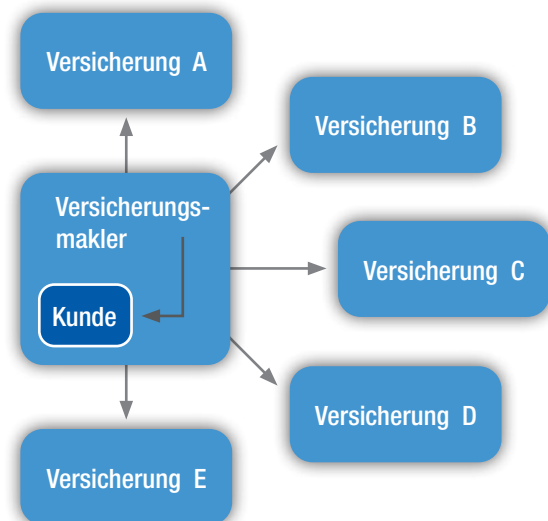 Versicherung A
Versicherung B
Versicherungs-
makler
Versicherung C
Kunde
Versicherung D
Versicherung E